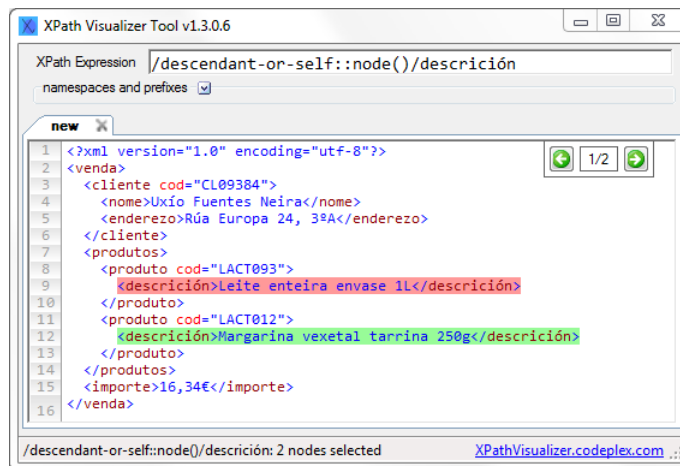 XPath Visualizer Tool v1.3.0.6
XPath Expression /descendant-or-self::node()/descrición
namespaces and prefixes
new
1/2
1 <?xml version="1.0" encoding="utf-8"?>
2 <venda>
3 <cliente cod="CL09384">
4 <nome>Uxío Fuentes Neira</nome>
5 <enderezo>Rúa Europa 24, 3ªA</enderezo>
6 </cliente>
7 <produtos>
8 <produto cod="LACT093">
9 <descrición>Leite enteira envase 1L</descrición>
10 </produto>
11 <produto cod="LACT012">
12 <descrición>Margarina vexetal tarrina 250g</descrición>
13 </produto>
14 </produtos>
15 <importe>16,34€</importe>
16 </venda>
/descendant-or-self::node()/descrición: 2 nodes selected XPathVisualizer.codeplex.com